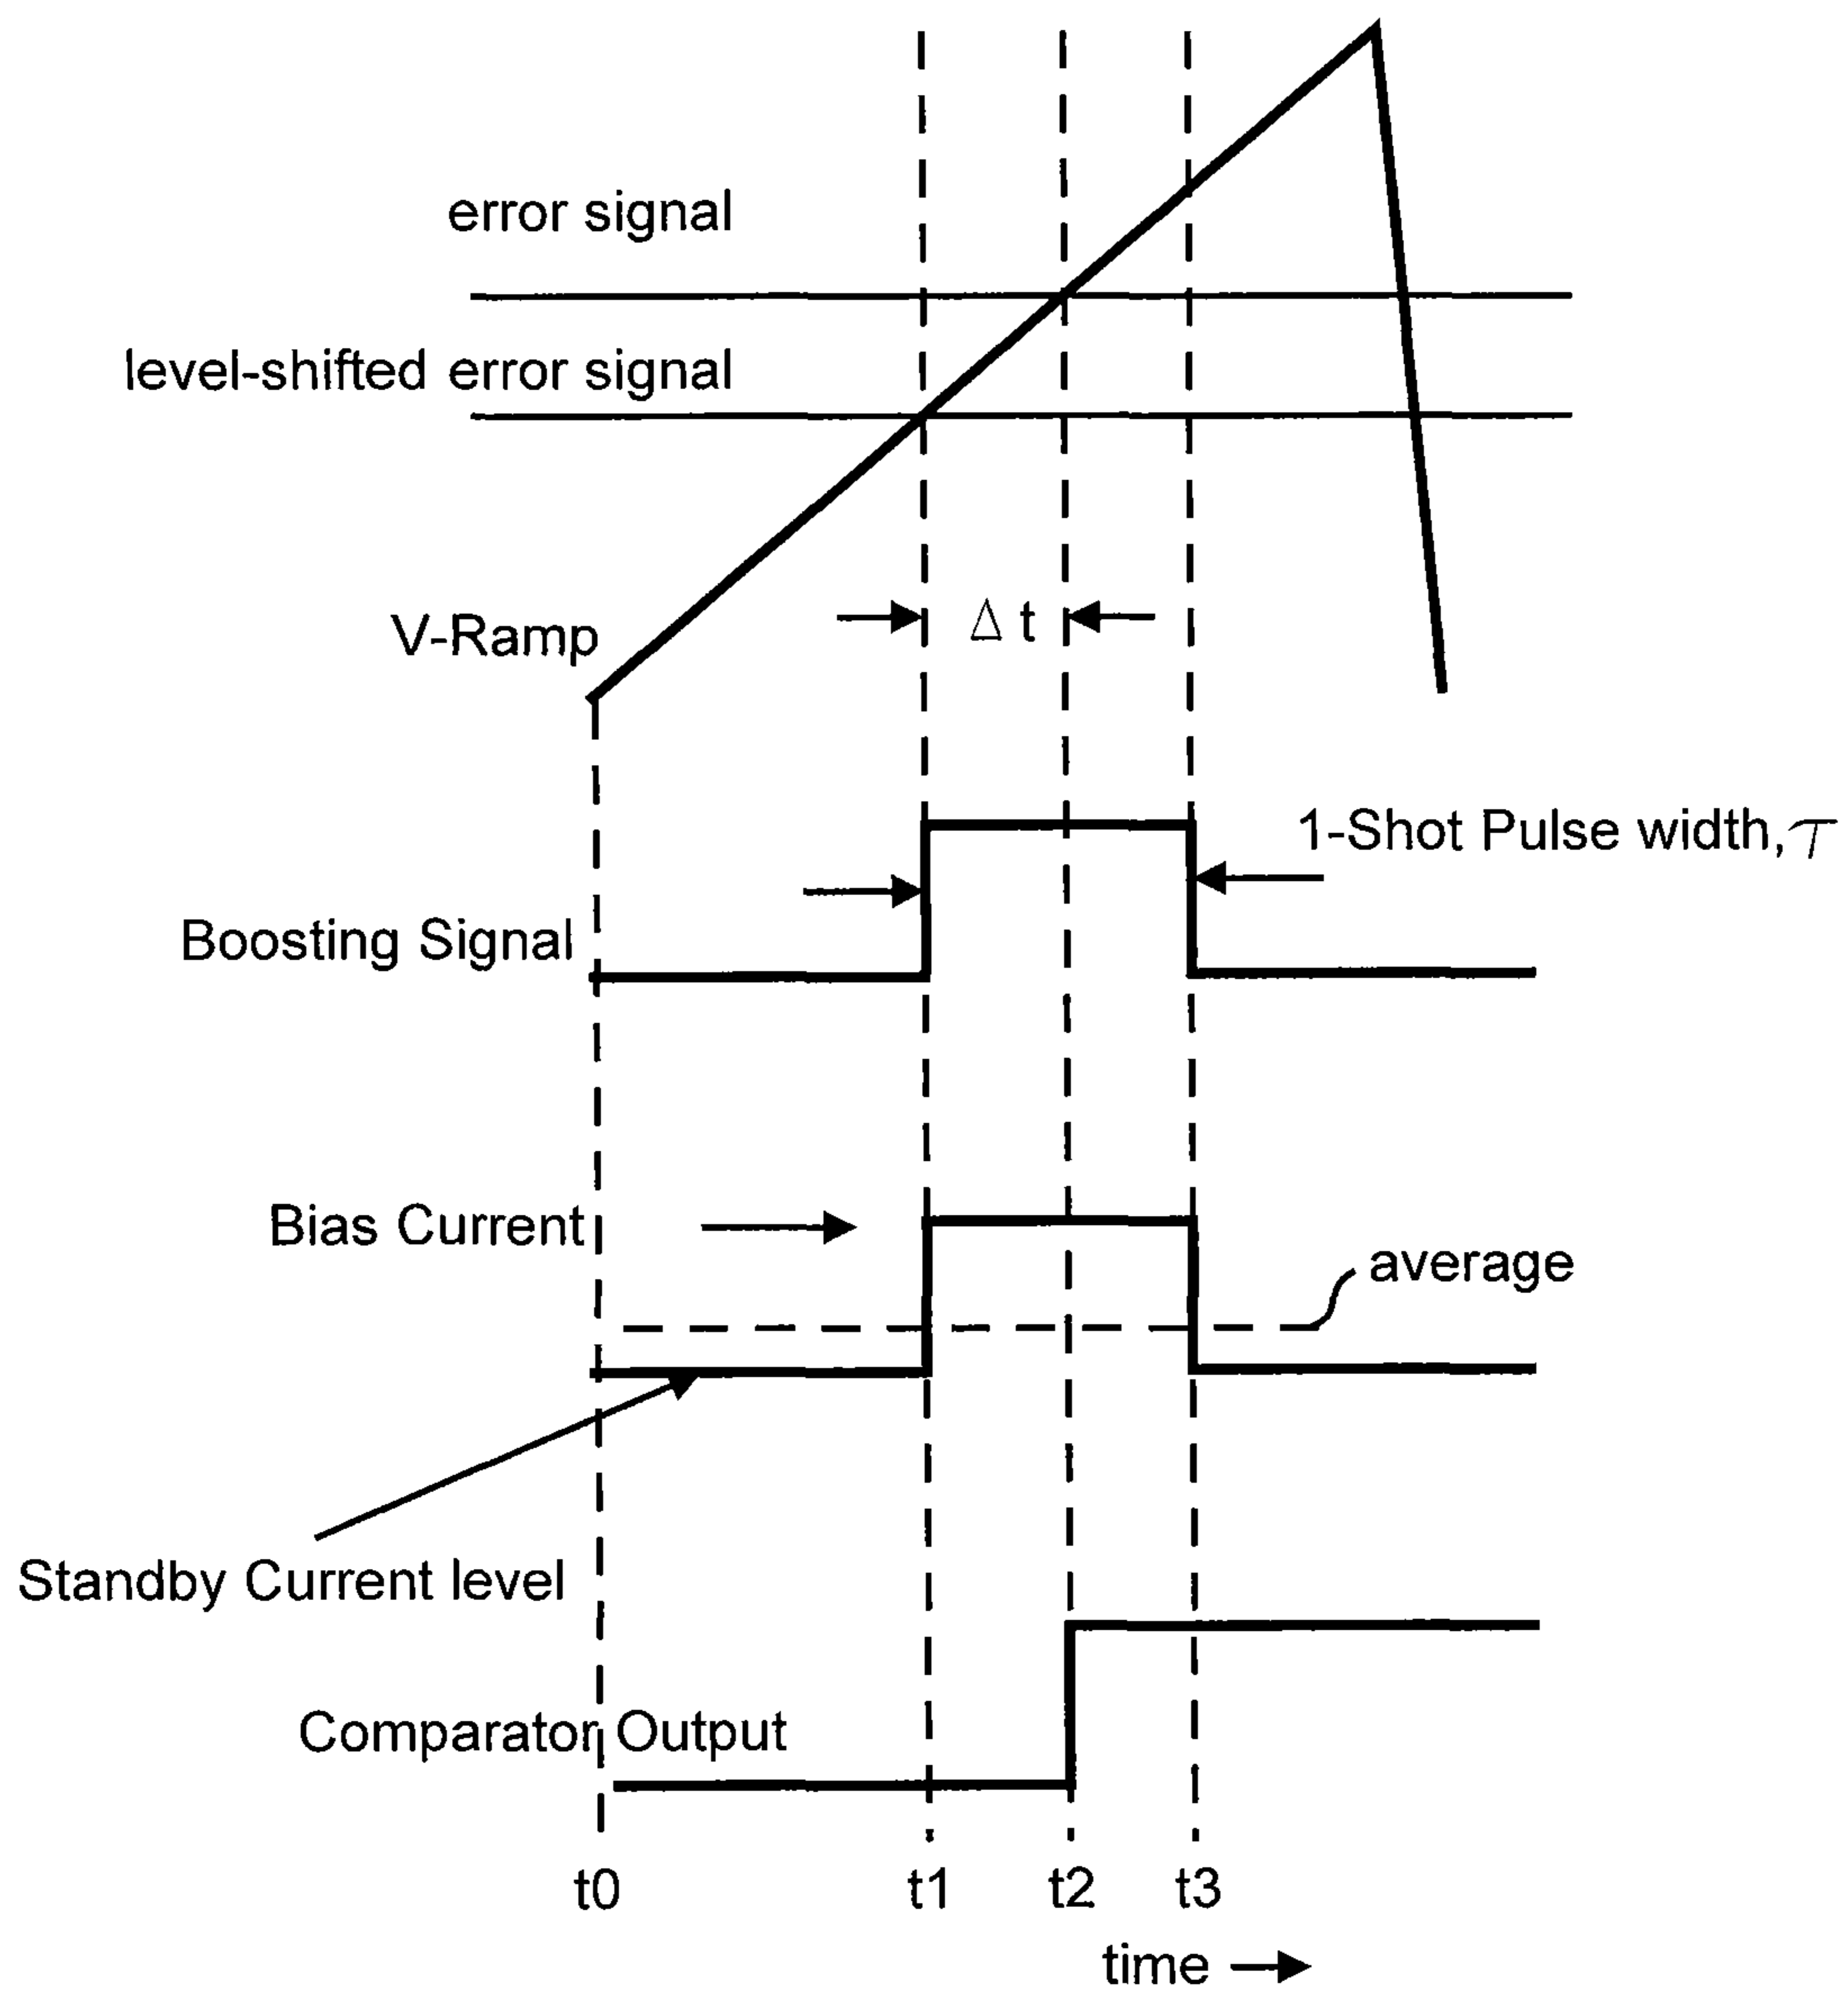 error signal
level-shifted error signal
V-Ramp
Δ t
1-Shot Pulse width, τ
Boosting Signal
Bias Current
average
Standby Current level
Comparator Output
t0 t1 t2 t3
time